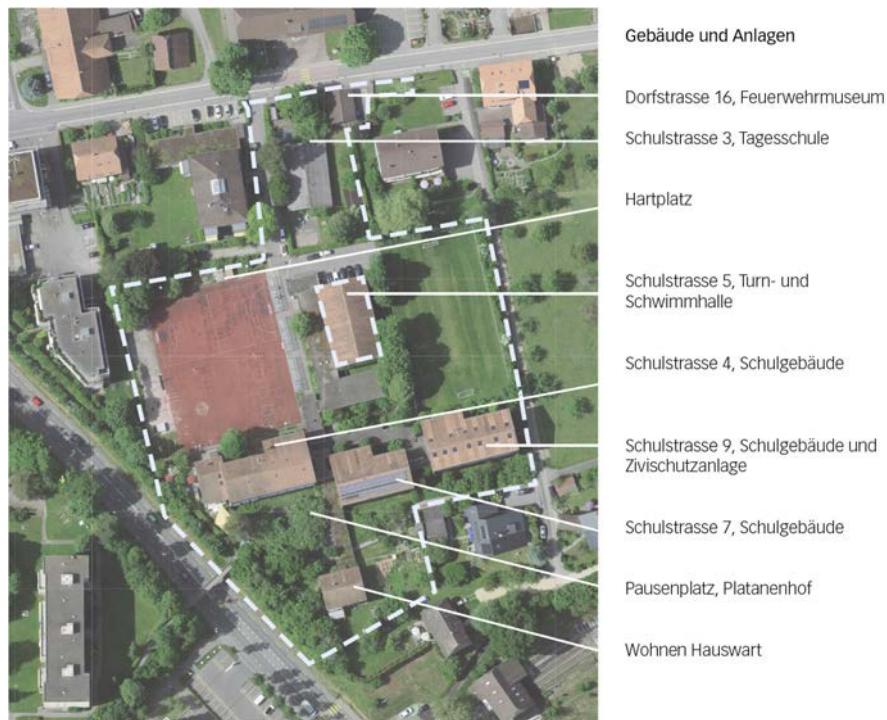 Gebäude und Anlagen
Dorfstrasse 16, Feuerwehrmuseum
Schulstrasse 3, Tagesschule
Hartplatz
Schulstrasse 5, Turn- und
Schwimmhalle
Schulstrasse 4, Schulgebäude
Schulstrasse 9, Schulgebäude und
Zivischutzanlage
Schulstrasse 7, Schulgebäude
Pausenplatz, Platanenhof
Wohnen Hauswart